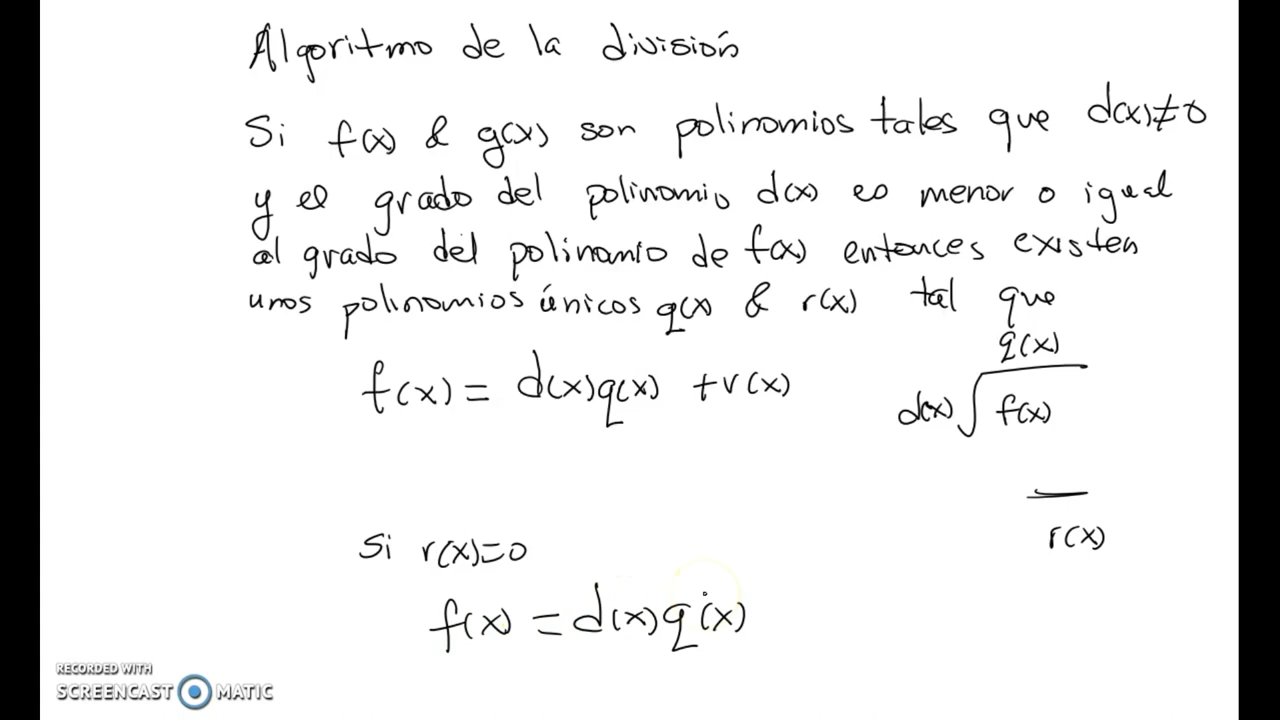 Algoritmo de la división
Si f(x) & g(x) son polinomios tales que d(x)≠0
y el grado del polinomio d(x) es menor o igual
al grado del polinomio de f(x) entonces existen
unos polinomios únicos q(x) & r(x) tal que
f(x) = d(x)q(x) + r(x)
q(x)
d(x)√f(x)
r(x)
Si r(x)=0
f(x) = d(x)q(x)
RECORDED WITH
SCREENCAST MATIC